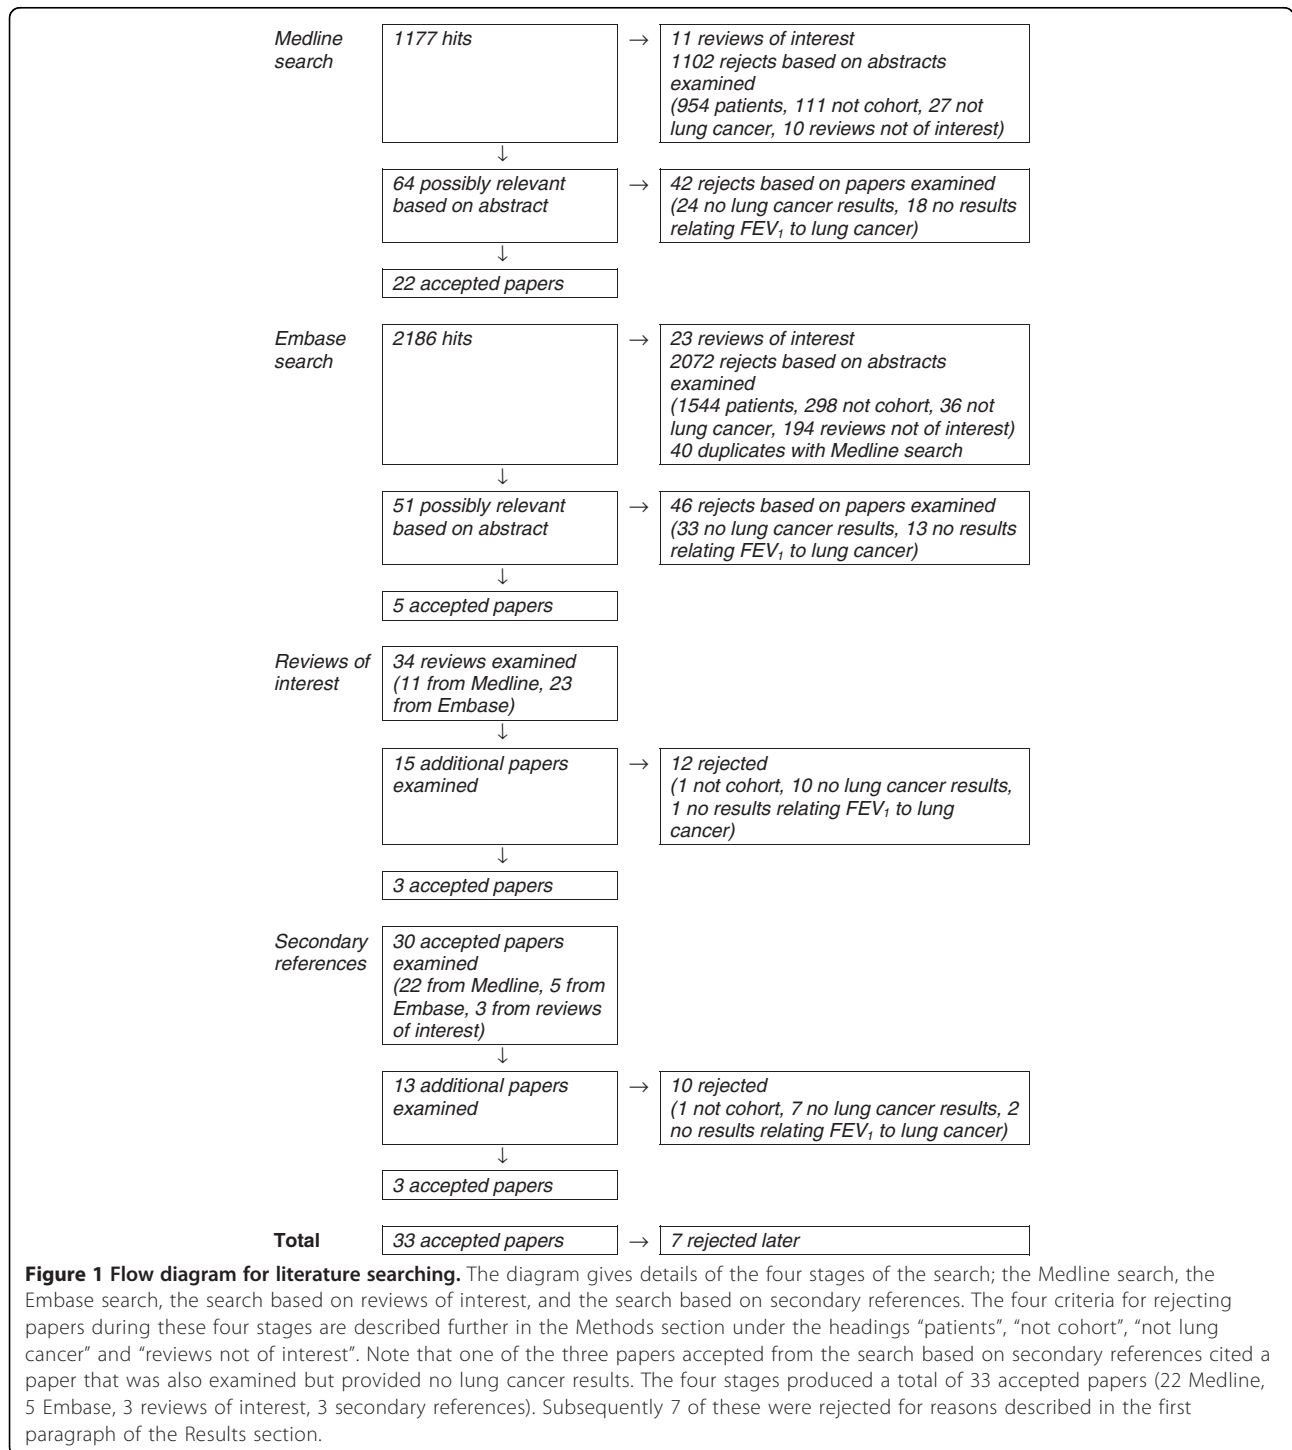 Medline search
1177 hits
→
11 reviews of interest
1102 rejects based on abstracts
examined
(954 patients, 111 not cohort, 27 not
lung cancer, 10 reviews not of interest)
↓
64 possibly relevant
based on abstract
→
42 rejects based on papers examined
(24 no lung cancer results, 18 no results
relating FEV₁ to lung cancer)
↓
22 accepted papers
Embase
search
2186 hits
→
23 reviews of interest
2072 rejects based on abstracts
examined
(1544 patients, 298 not cohort, 36 not
lung cancer, 194 reviews not of interest)
40 duplicates with Medline search
↓
51 possibly relevant
based on abstract
→
46 rejects based on papers examined
(33 no lung cancer results, 13 no results
relating FEV₁ to lung cancer)
↓
5 accepted papers
Reviews of
interest
34 reviews examined
(11 from Medline, 23
from Embase)
↓
15 additional papers
examined
→
12 rejected
(1 not cohort, 10 no lung cancer results,
1 no results relating FEV₁ to lung
cancer)
↓
3 accepted papers
Secondary
references
30 accepted papers
examined
(22 from Medline, 5 from
Embase, 3 from reviews
of interest)
↓
13 additional papers
examined
→
10 rejected
(1 not cohort, 7 no lung cancer results, 2
no results relating FEV₁ to lung cancer)
↓
3 accepted papers
Total
33 accepted papers
→
7 rejected later
Figure 1 Flow diagram for literature searching. The diagram gives details of the four stages of the search; the Medline search, the
Embase search, the search based on reviews of interest, and the search based on secondary references. The four criteria for rejecting
papers during these four stages are described further in the Methods section under the headings “patients”, “not cohort”, “not lung
cancer” and “reviews not of interest”. Note that one of the three papers accepted from the search based on secondary references cited a
paper that was also examined but provided no lung cancer results. The four stages produced a total of 33 accepted papers (22 Medline,
5 Embase, 3 reviews of interest, 3 secondary references). Subsequently 7 of these were rejected for reasons described in the first
paragraph of the Results section.